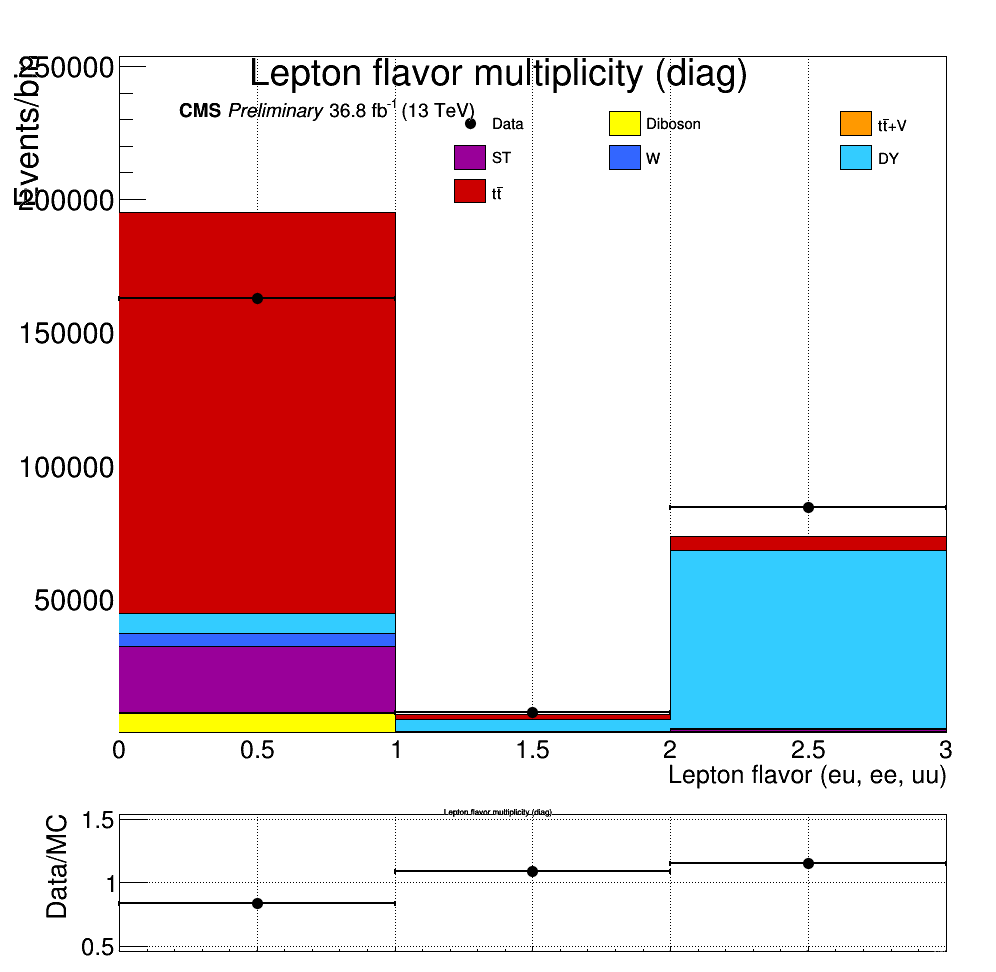 Lepton flavor multiplicity (diag)
CMS Preliminary 36.8 fb⁻¹ (13 TeV)
Data
Diboson
tt̄+V
ST
W
DY
tt̄
Events/bin
250000
200000
150000
100000
50000
0 0.5 1 1.5 2 2.5 3
Lepton flavor (eu, ee, uu)
Lepton flavor multiplicity (diag)
Data/MC
1.5
1
0.5